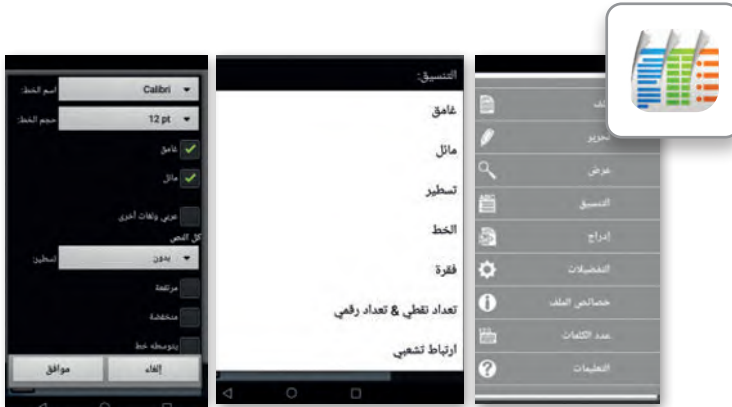 ملف
تحرير
عرض
التنسيق
إدراج
التفضيلات
خصائص الملف
عدد الكلمات
التعليمات
التنسيق:
غامق
مائل
تسطير
الخط
فقرة
تعداد نقطي & تعداد رقمي
ارتباط تشعبي
اسم الخط: Calibri
حجم الخط: 12 pt
غامق
مائل
عربي ولغات أخرى
كل النص
تسطير: بدون
مرتفعة
منخفضة
يتوسطه خط
إلغاء موافق